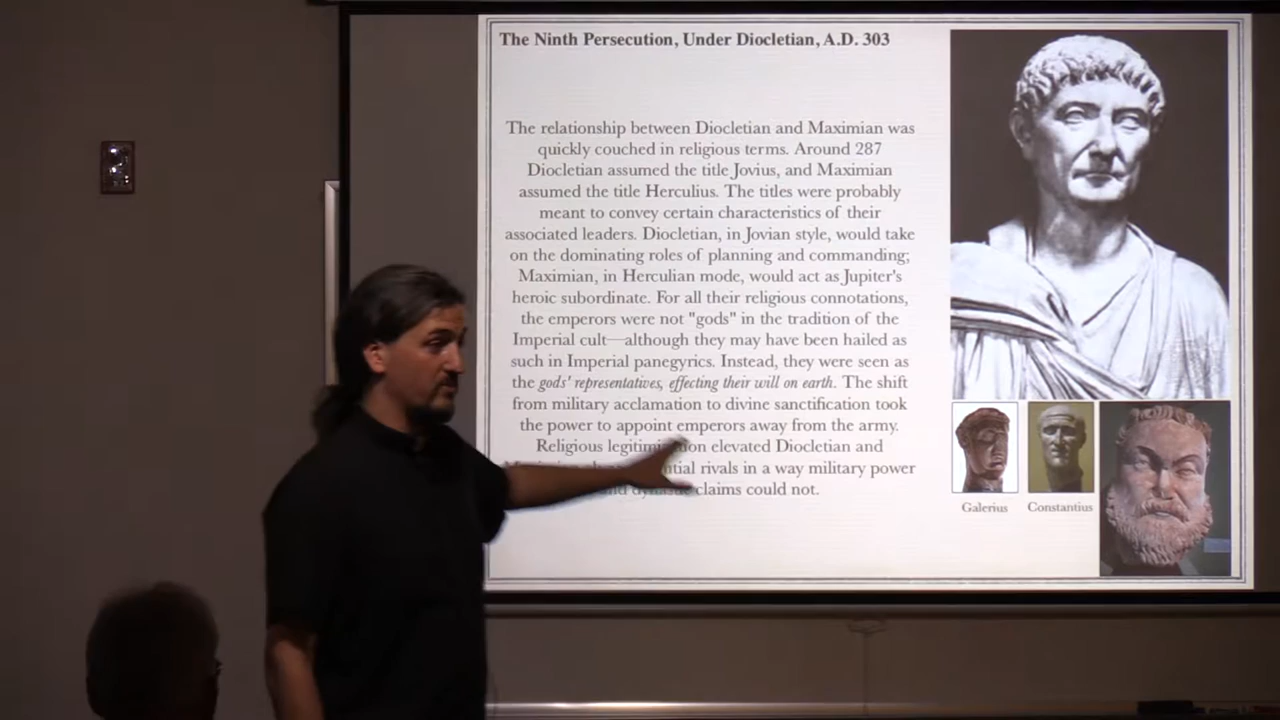 The Ninth Persecution, Under Diocletian, A.D. 303
The relationship between Diocletian and Maximian was
quickly couched in religious terms. Around 287
Diocletian assumed the title Jovius, and Maximian
assumed the title Herculius. The titles were probably
meant to convey certain characteristics of their
associated leaders. Diocletian, in Jovian style, would take
on the dominating roles of planning and commanding;
Maximian, in Herculian mode, would act as Jupiter's
heroic subordinate. For all their religious connotations,
the emperors were not "gods" in the tradition of the
Imperial cult—although they may have been hailed as
such in Imperial panegyrics. Instead, they were seen as
the gods' representatives, effecting their will on earth. The shift
from military acclamation to divine sanctification took
the power to appoint emperors away from the army.
Religious legitimization elevated Diocletian and
rivals in a way military power
claims could not.
Galerius
Constantius